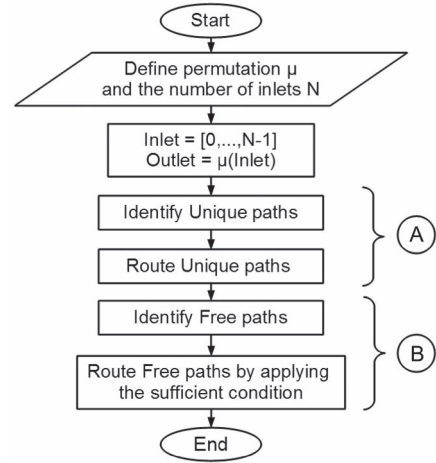 Start
Define permutation μ
and the number of inlets N
Inlet = [0,...,N-1]
Outlet = μ(Inlet)
Identify Unique paths
Route Unique paths
A
Identify Free paths
Route Free paths by applying
the sufficient condition
B
End